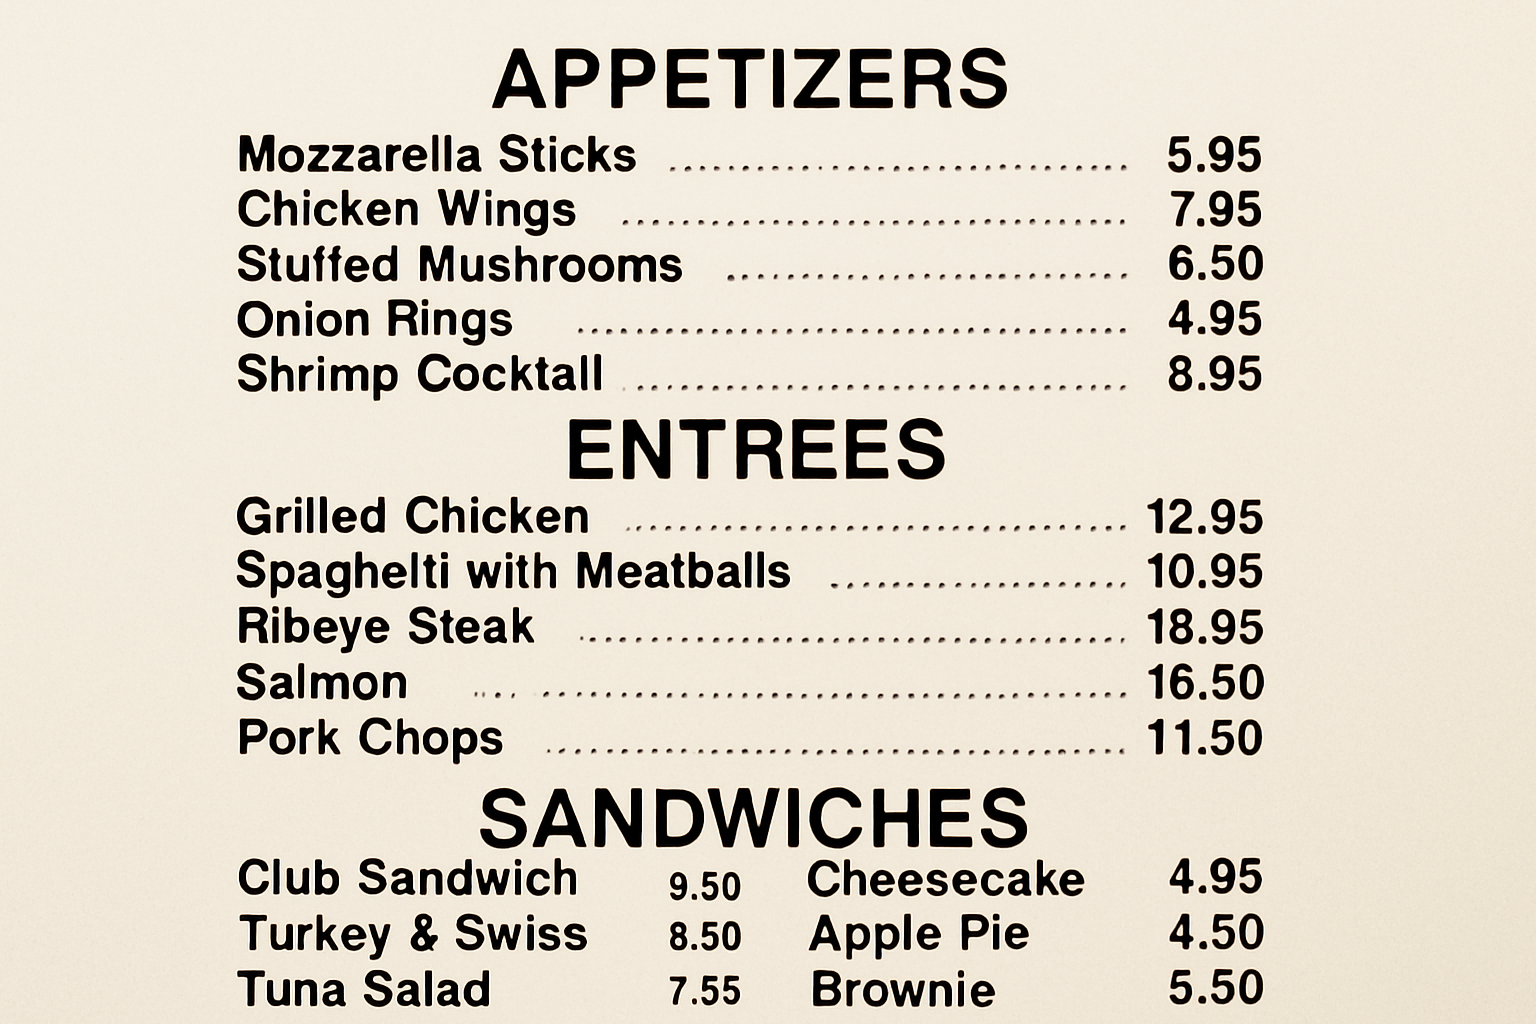 APPETIZERS
Mozzarella Sticks 5.95
Chicken Wings 7.95
Stuffed Mushrooms 6.50
Onion Rings 4.95
Shrimp Cocktall 8.95
ENTREES
Grilled Chicken 12.95
Spaghelti with Meatballs 10.95
Ribeye Steak 18.95
Salmon 16.50
Pork Chops 11.50
SANDWICHES
Club Sandwich 9.50 Cheesecake 4.95
Turkey & Swiss 8.50 Apple Pie 4.50
Tuna Salad 7.55 Brownie 5.50